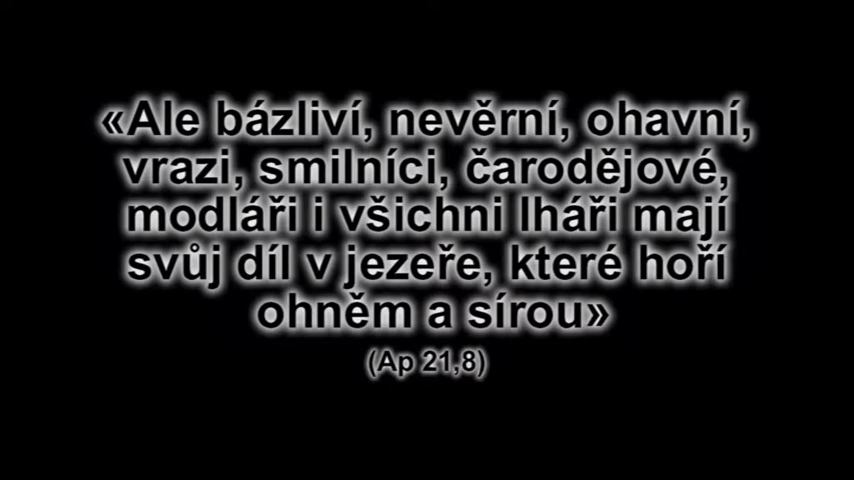 «Ale bázliví, nevěrní, ohavní,
vrazi, smilníci, čarodějové,
modláři i všichni lháři mají
svůj díl v jezeře, které hoří
ohněm a sírou»
(Ap 21,8)